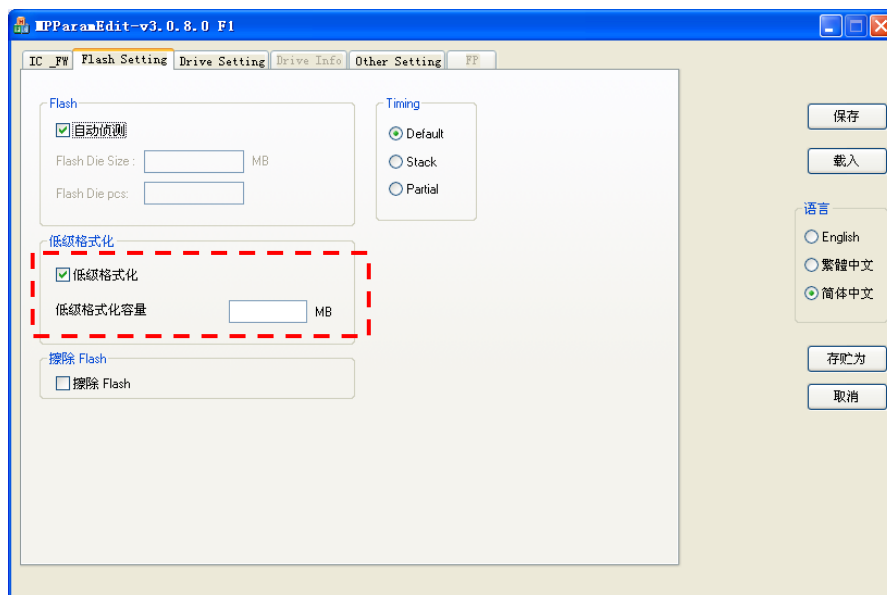 MPParamEdit-v3.0.8.0 F1
IC _FW Flash Setting Drive Setting Drive Info Other Setting FP
Flash
自动侦测
Flash Die Size : MB
Flash Die pcs:
Timing
Default
Stack
Partial
低级格式化
低级格式化
低级格式化容量 MB
擦除 Flash
擦除 Flash
保存
载入
语言
English
繁體中文
简体中文
存贮为
取消